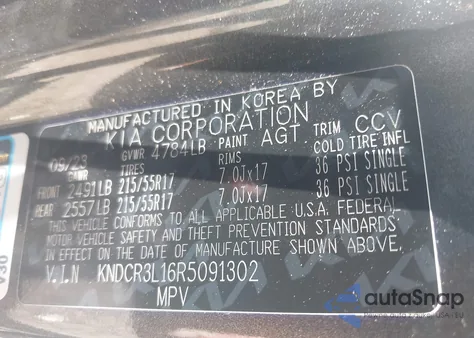 MANUFACTURED IN KOREA BY
KIA CORPORATION
09/23 GVWR 4784LB PAINT AGT TRIM CCV
GAWR TIRES RIMS COLD TIRE INFL
FRONT 2491LB 215/55R17 7.0Jx17 36 PSI SINGLE
REAR 2557LB 215/55R17 7.0Jx17 36 PSI SINGLE
THIS VEHICLE CONFORMS TO ALL APPLICABLE U.S.A. FEDERAL
MOTOR VEHICLE SAFETY AND THEFT PREVENTION STANDARDS
IN EFFECT ON THE DATE OF MANUFACTURE SHOWN ABOVE.
V.I.N KNDCR3L16R5091302
MPV
V30
autoSnap